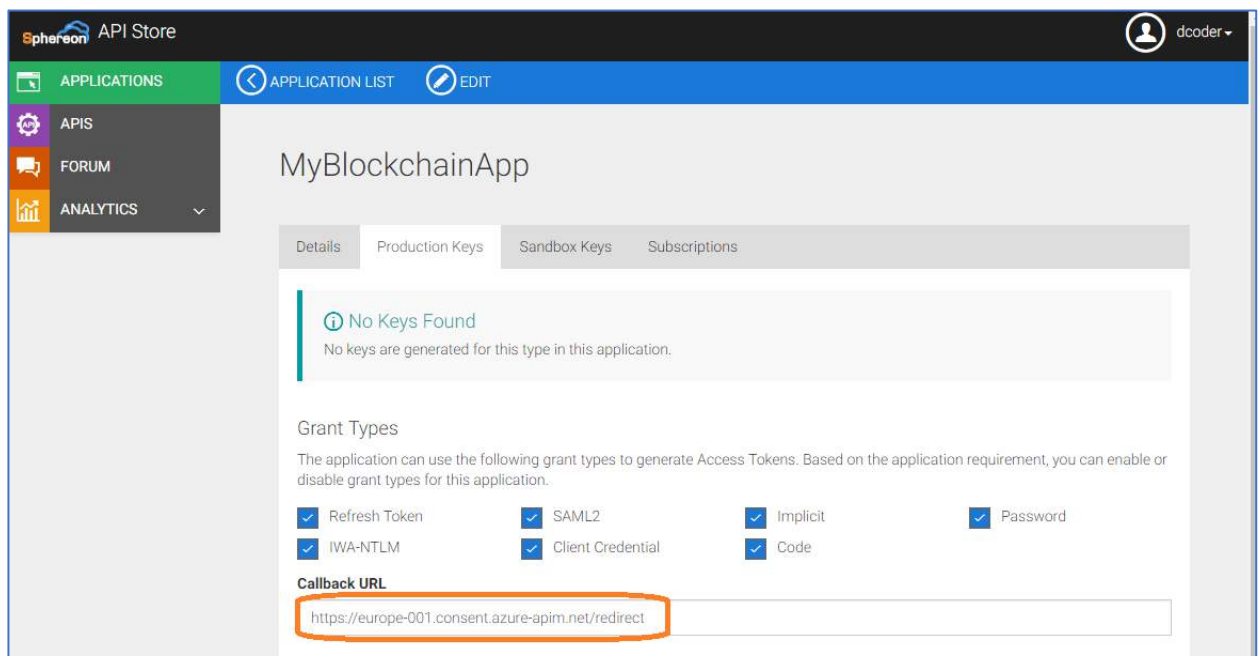 Sphereon API Store
dcoder
APPLICATIONS
APPLICATION LIST
EDIT
API
APIS
FORUM
ANALYTICS
MyBlockchainApp
Details Production Keys Sandbox Keys Subscriptions
No Keys Found
No keys are generated for this type in this application.
Grant Types
The application can use the following grant types to generate Access Tokens. Based on the application requirement, you can enable or
disable grant types for this application.
Refresh Token SAML2 Implicit Password
IWA-NTLM Client Credential Code
Callback URL
https://europe-001.consent.azure-apim.net/redirect